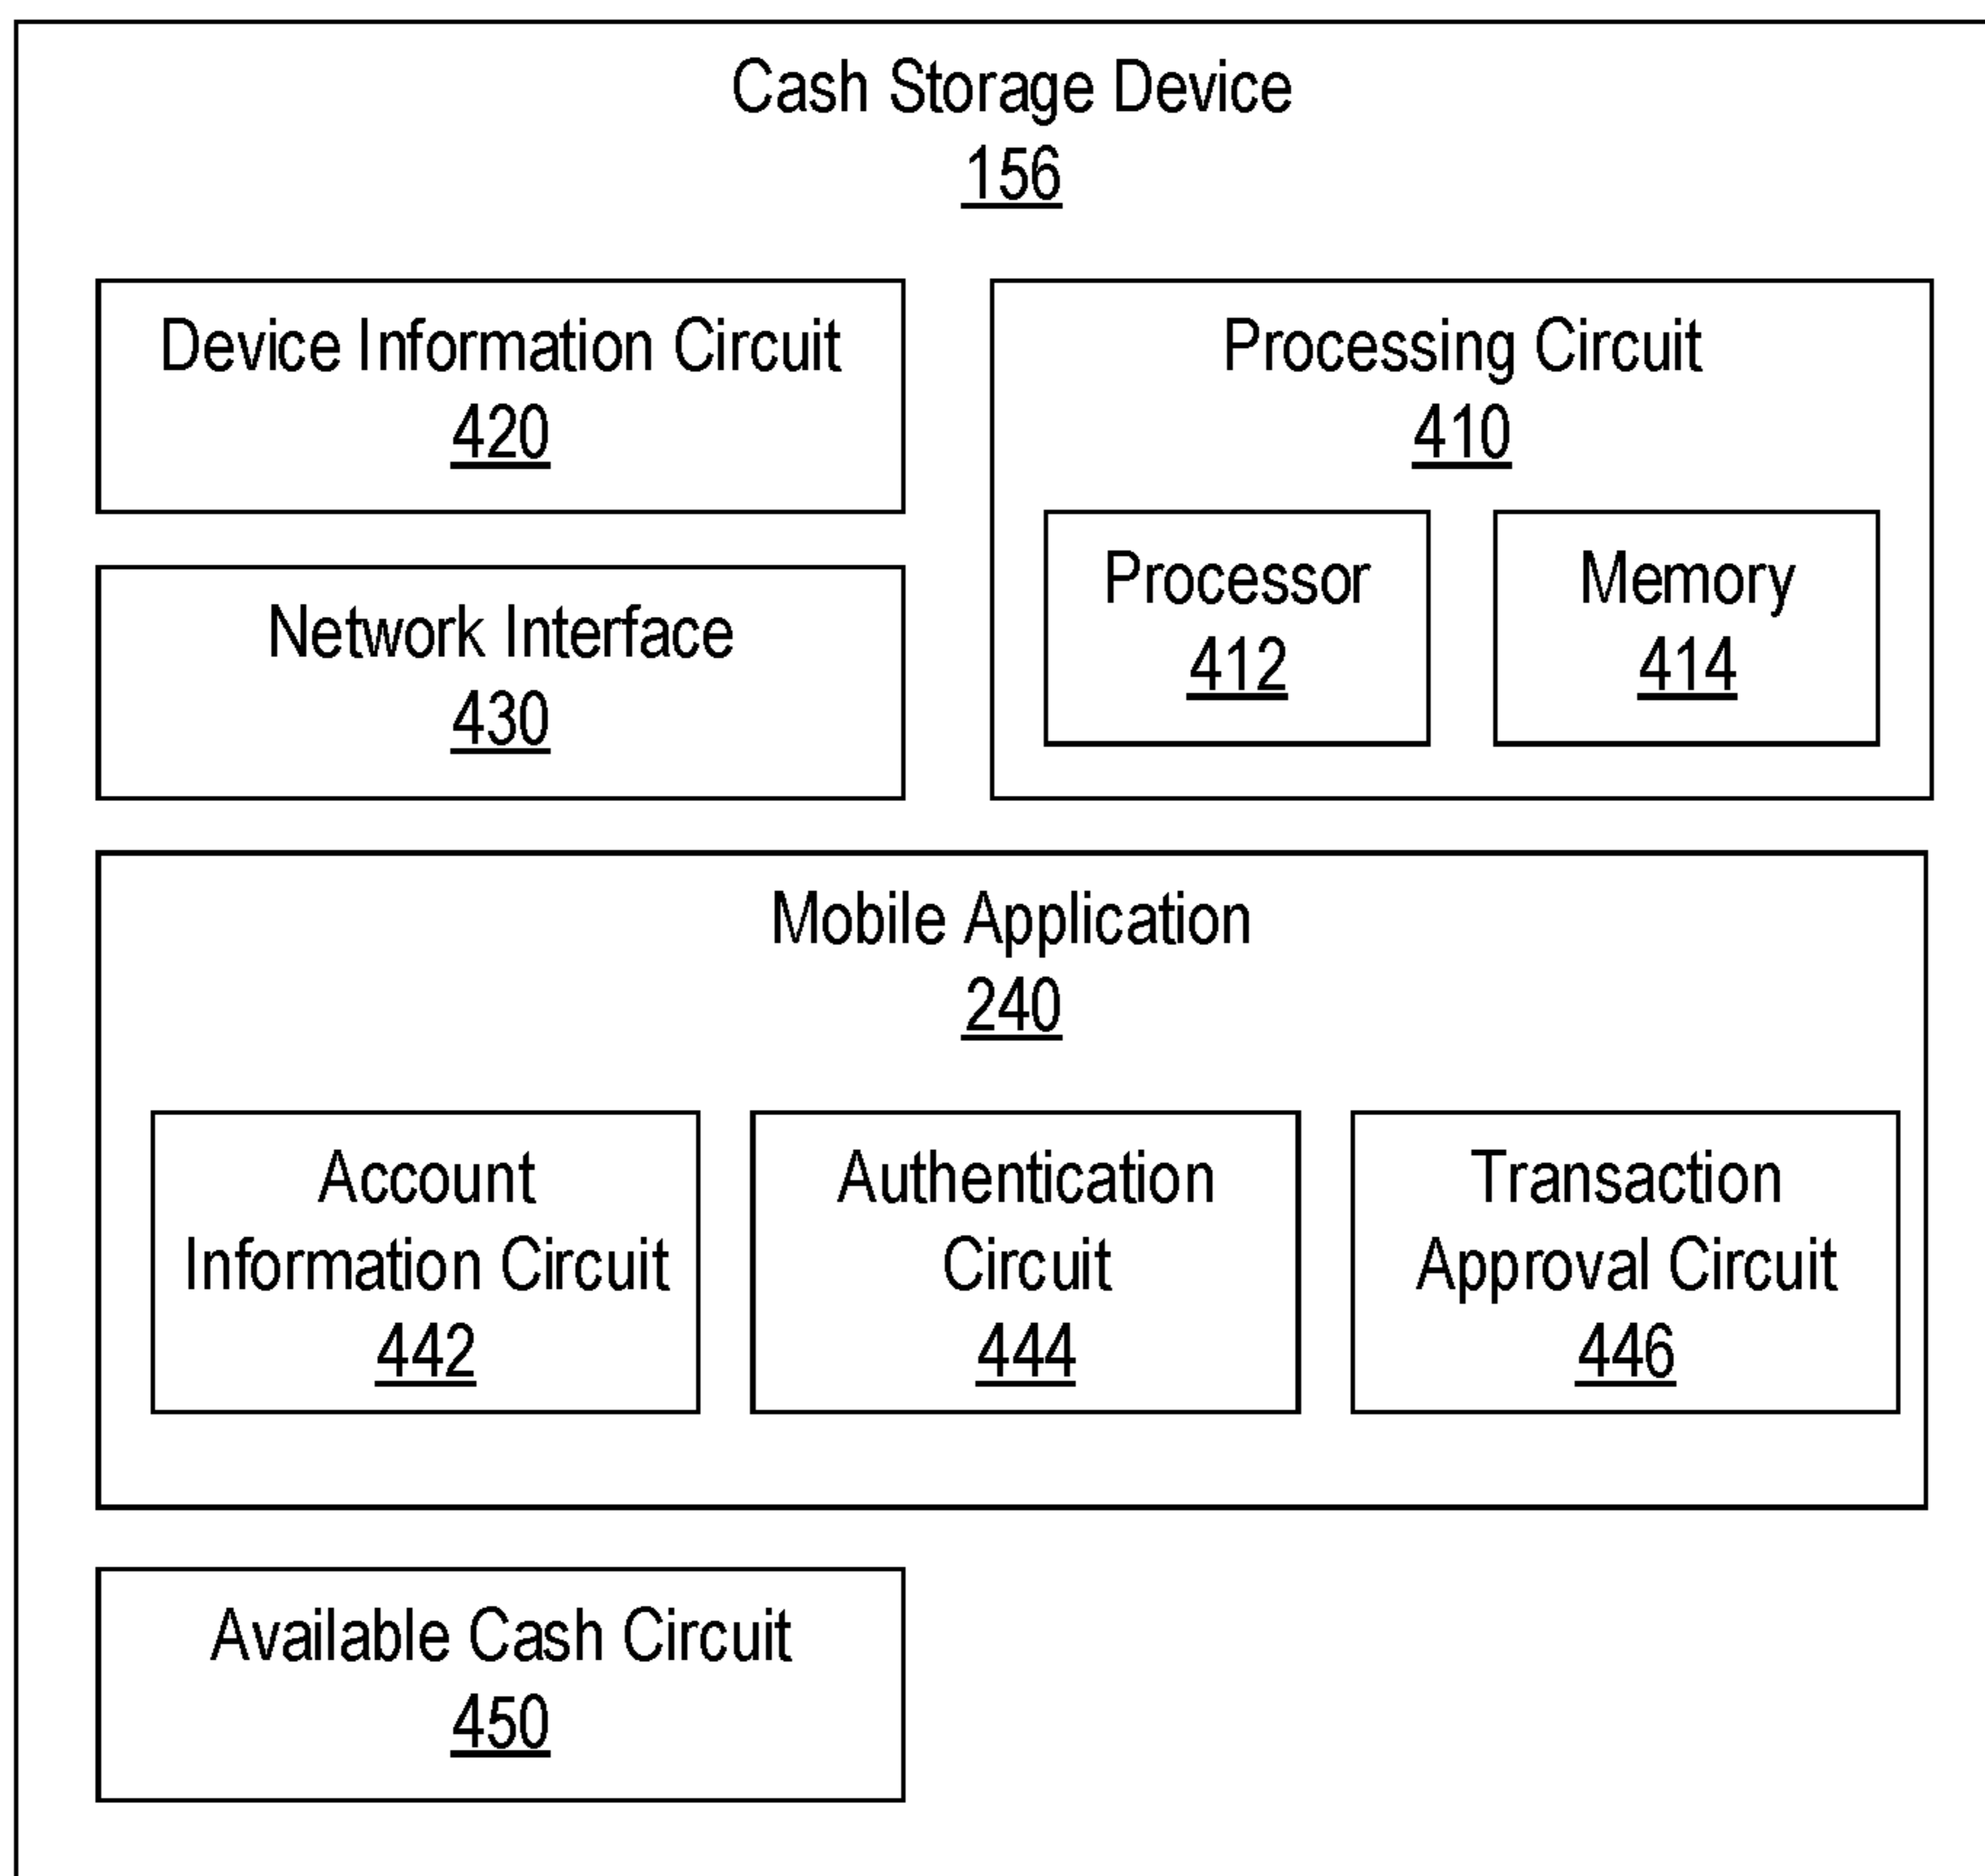 Cash Storage Device
156
Device Information Circuit
420
Processing Circuit
410
Processor
412
Memory
414
Network Interface
430
Mobile Application
240
Account
Information Circuit
442
Authentication
Circuit
444
Transaction
Approval Circuit
446
Available Cash Circuit
450